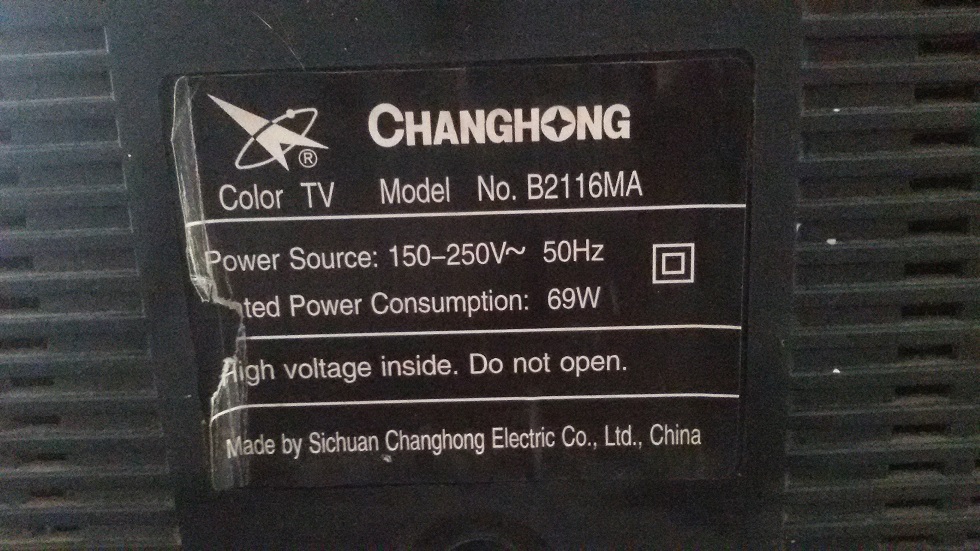 CHANGHONG
®
Color TV Model No. B2116MA
Power Source: 150–250V~ 50Hz
ated Power Consumption: 69W
High voltage inside. Do not open.
Made by Sichuan Changhong Electric Co., Ltd., China